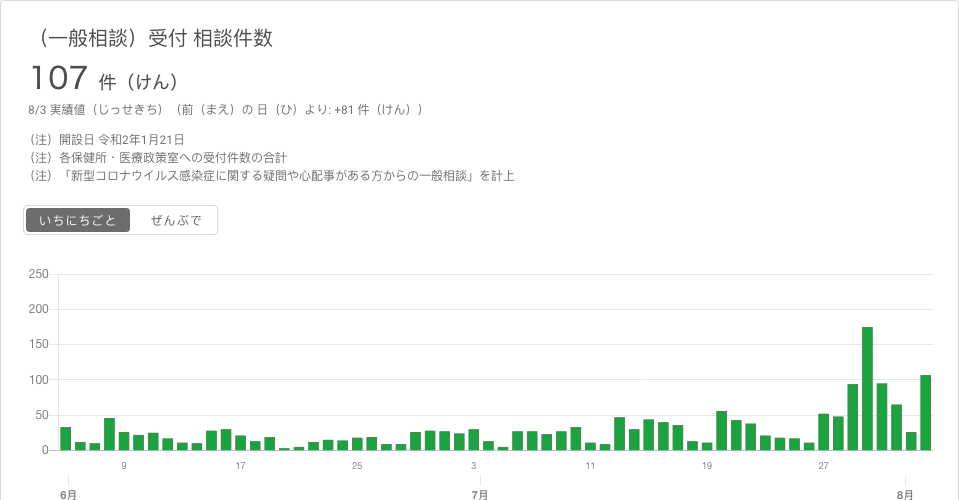 （一般相談）受付 相談件数
107 件（けん）
8/3 実績値（じっせきち）（前（まえ）の 日（ひ）より: +81 件（けん））
（注）開設日 令和2年1月21日
（注）各保健所・医療政策室への受付件数の合計
（注）「新型コロナウイルス感染症に関する疑問や心配事がある方からの一般相談」を計上
いちにちごと ぜんぶで
250
200
150
100
50
0
9 17 25 3 11 19 27
6月 7月 8月